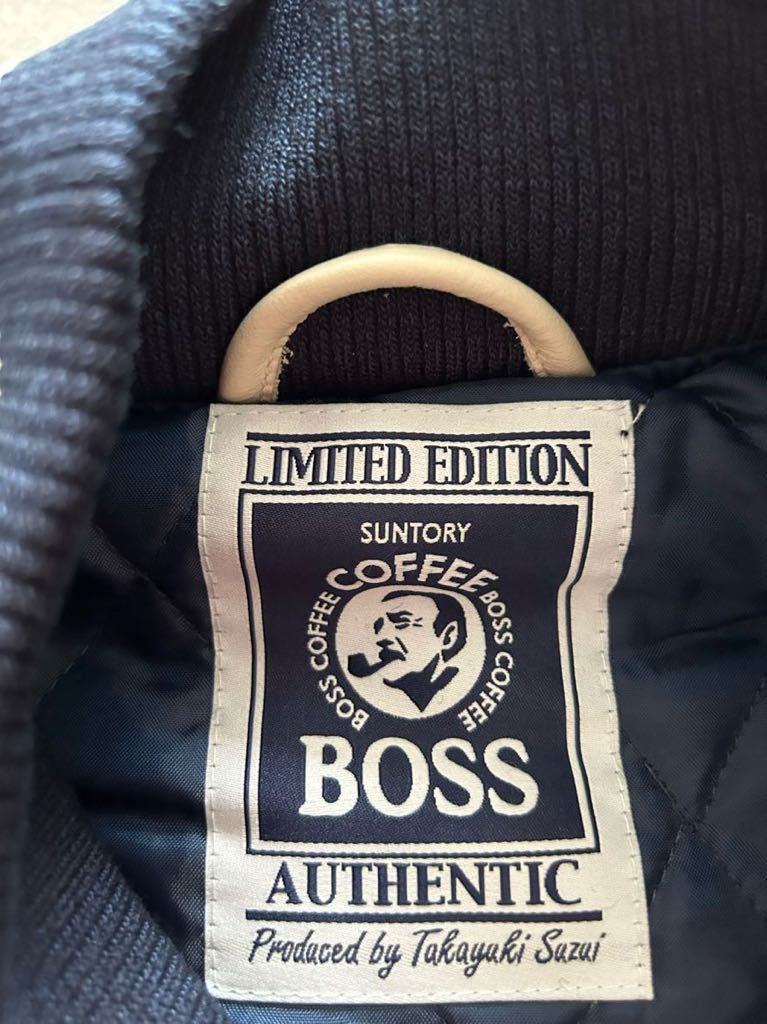 LIMITED EDITION
SUNTORY
COFFEE
BOSS COFFEE
BOSS COFFEE
BOSS
AUTHENTIC
Produced by Takayuki Suzui